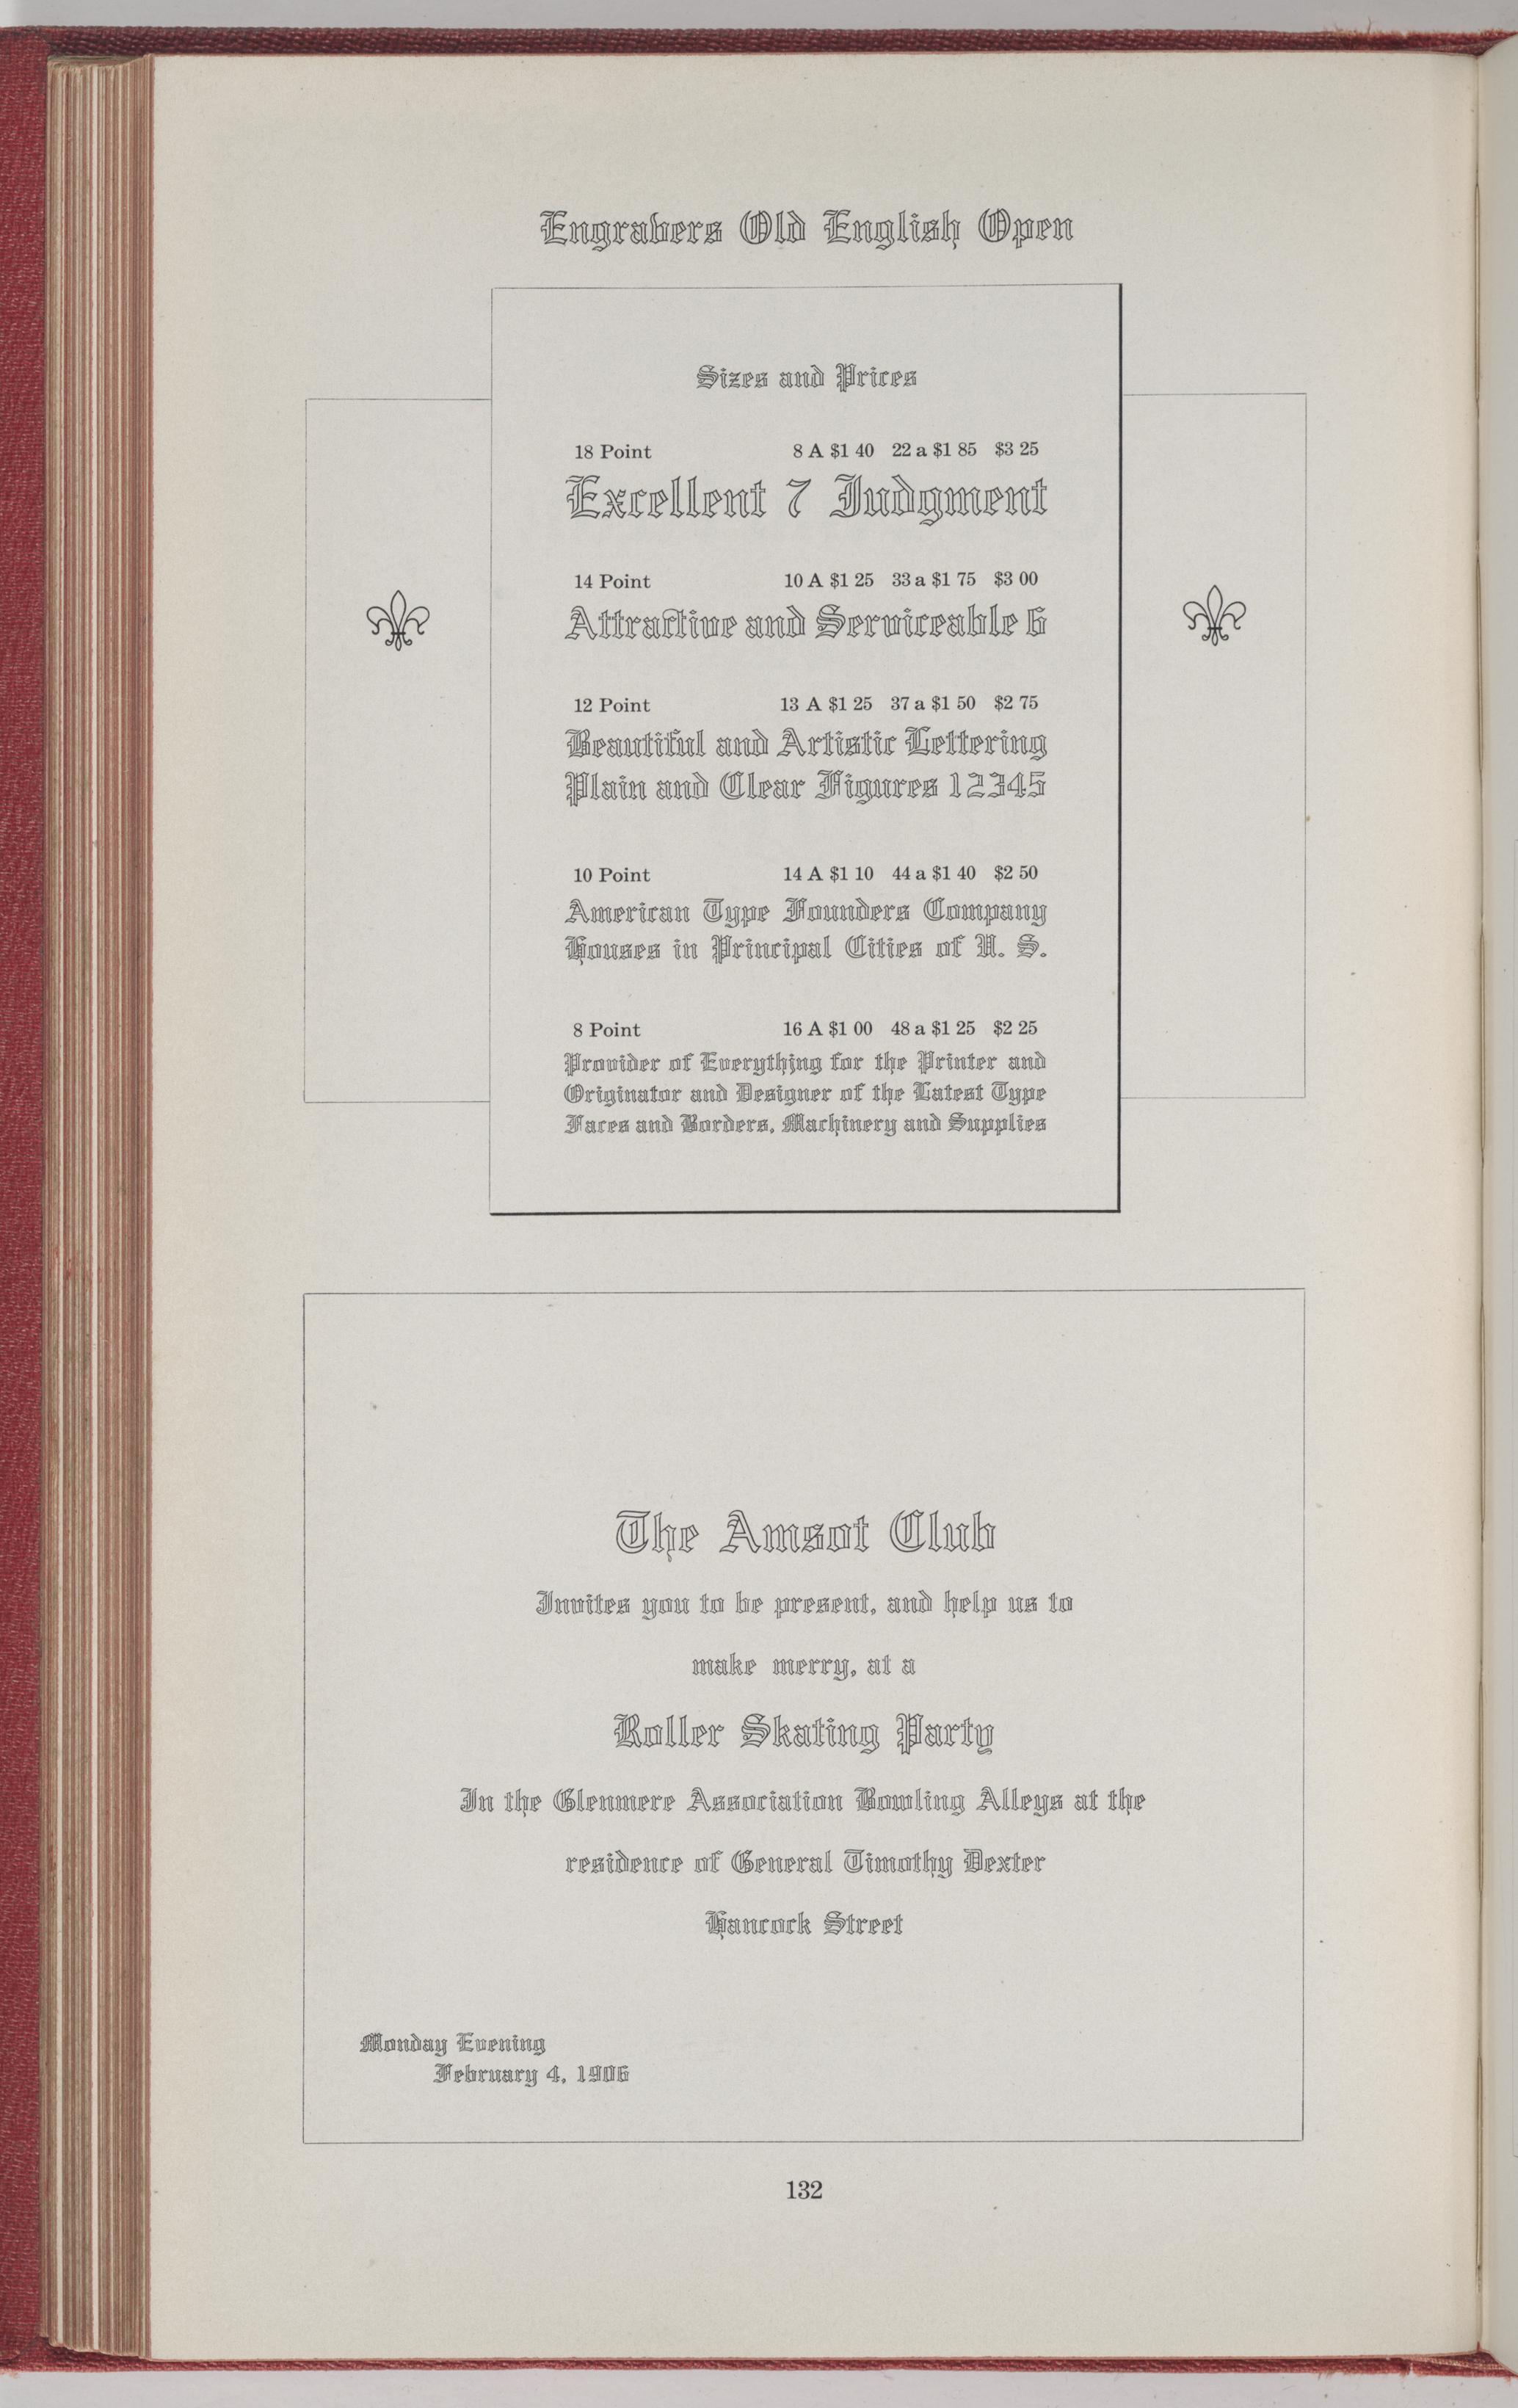 Engravers Old English Open
Sizes and Prices
18 Point 8 A $1 40 22 a $1 85 $3 25
Excellent 7 Judgment
14 Point 10 A $1 25 33 a $1 75 $3 00
Attractive and Serviceable 6
12 Point 13 A $1 25 37 a $1 50 $2 75
Beautiful and Artistic Lettering
Plain and Clear Figures 12345
10 Point 14 A $1 10 44 a $1 40 $2 50
American Type Founders Company
Houses in Principal Cities of U. S.
8 Point 16 A $1 00 48 a $1 25 $2 25
Provider of Everything for the Printer and
Originator and Designer of the Latest Type
Faces and Borders, Machinery and Supplies
The Amsot Club
Invites you to be present, and help us to
make merry, at a
Roller Skating Party
In the Glenmere Association Bowling Alleys at the
residence of General Timothy Dexter
Hancock Street
Monday Evening
February 4, 1906
132